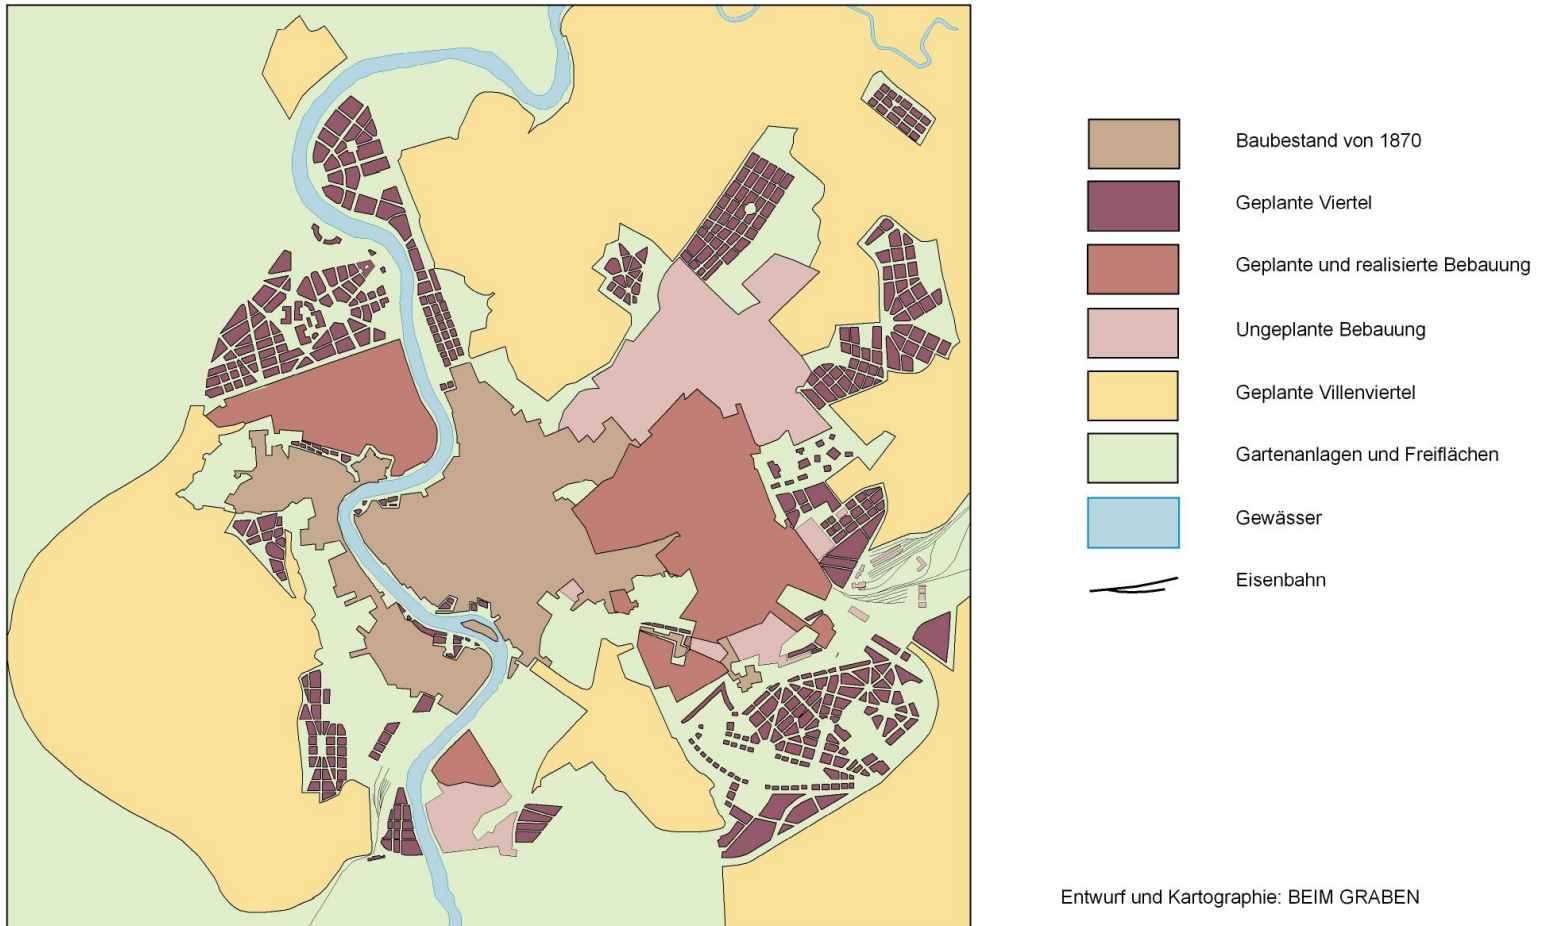 Baubestand von 1870
Geplante Viertel
Geplante und realisierte Bebauung
Ungeplante Bebauung
Geplante Villenviertel
Gartenanlagen und Freiflächen
Gewässer
Eisenbahn
Entwurf und Kartographie: BEIM GRABEN